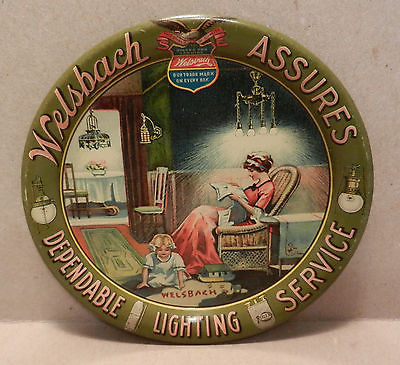 Welsbach ASSURES
Welsbach
OUR TRADE MARK
ON EVERY BOX
WELSBACH
DEPENDABLE LIGHTING SERVICE